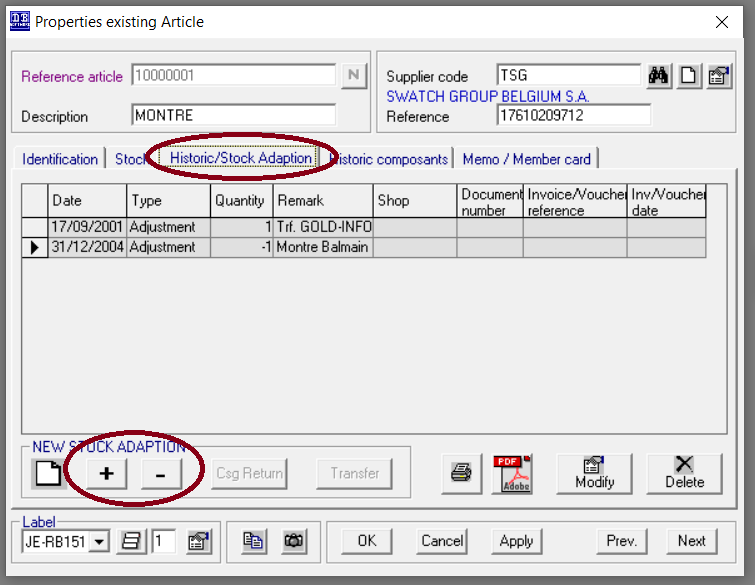 Properties existing Article
Reference article 10000001 N
Description MONTRE
Supplier code TSG
SWATCH GROUP BELGIUM S.A.
Reference 17610209712
Identification Stock Historic/Stock Adaption Historic composants Memo / Member card
Date Type Quantity Remark Shop Document number Invoice/Voucher reference Inv/Voucher date
17/09/2001 Adjustment 1 Trf. GOLD-INFO
31/12/2004 Adjustment -1 Montre Balmain
NEW STOCK ADAPTION
+ - Csg Return Transfer PDF Adobe Modify Delete
Label
JE-RB151 1 OK Cancel Apply Prev. Next